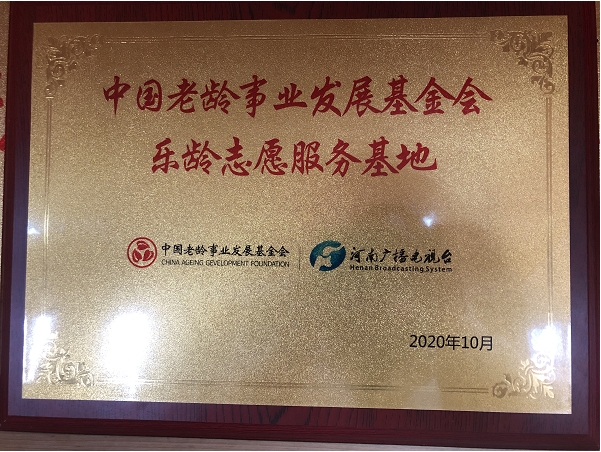 中国老龄事业发展基金会
乐龄志愿服务基地
中国老龄事业发展基金会
CHINA AGEING GEVELOPMENT FOUNDATION
河南广播电视台
Henan Broadcasting System
2020年10月